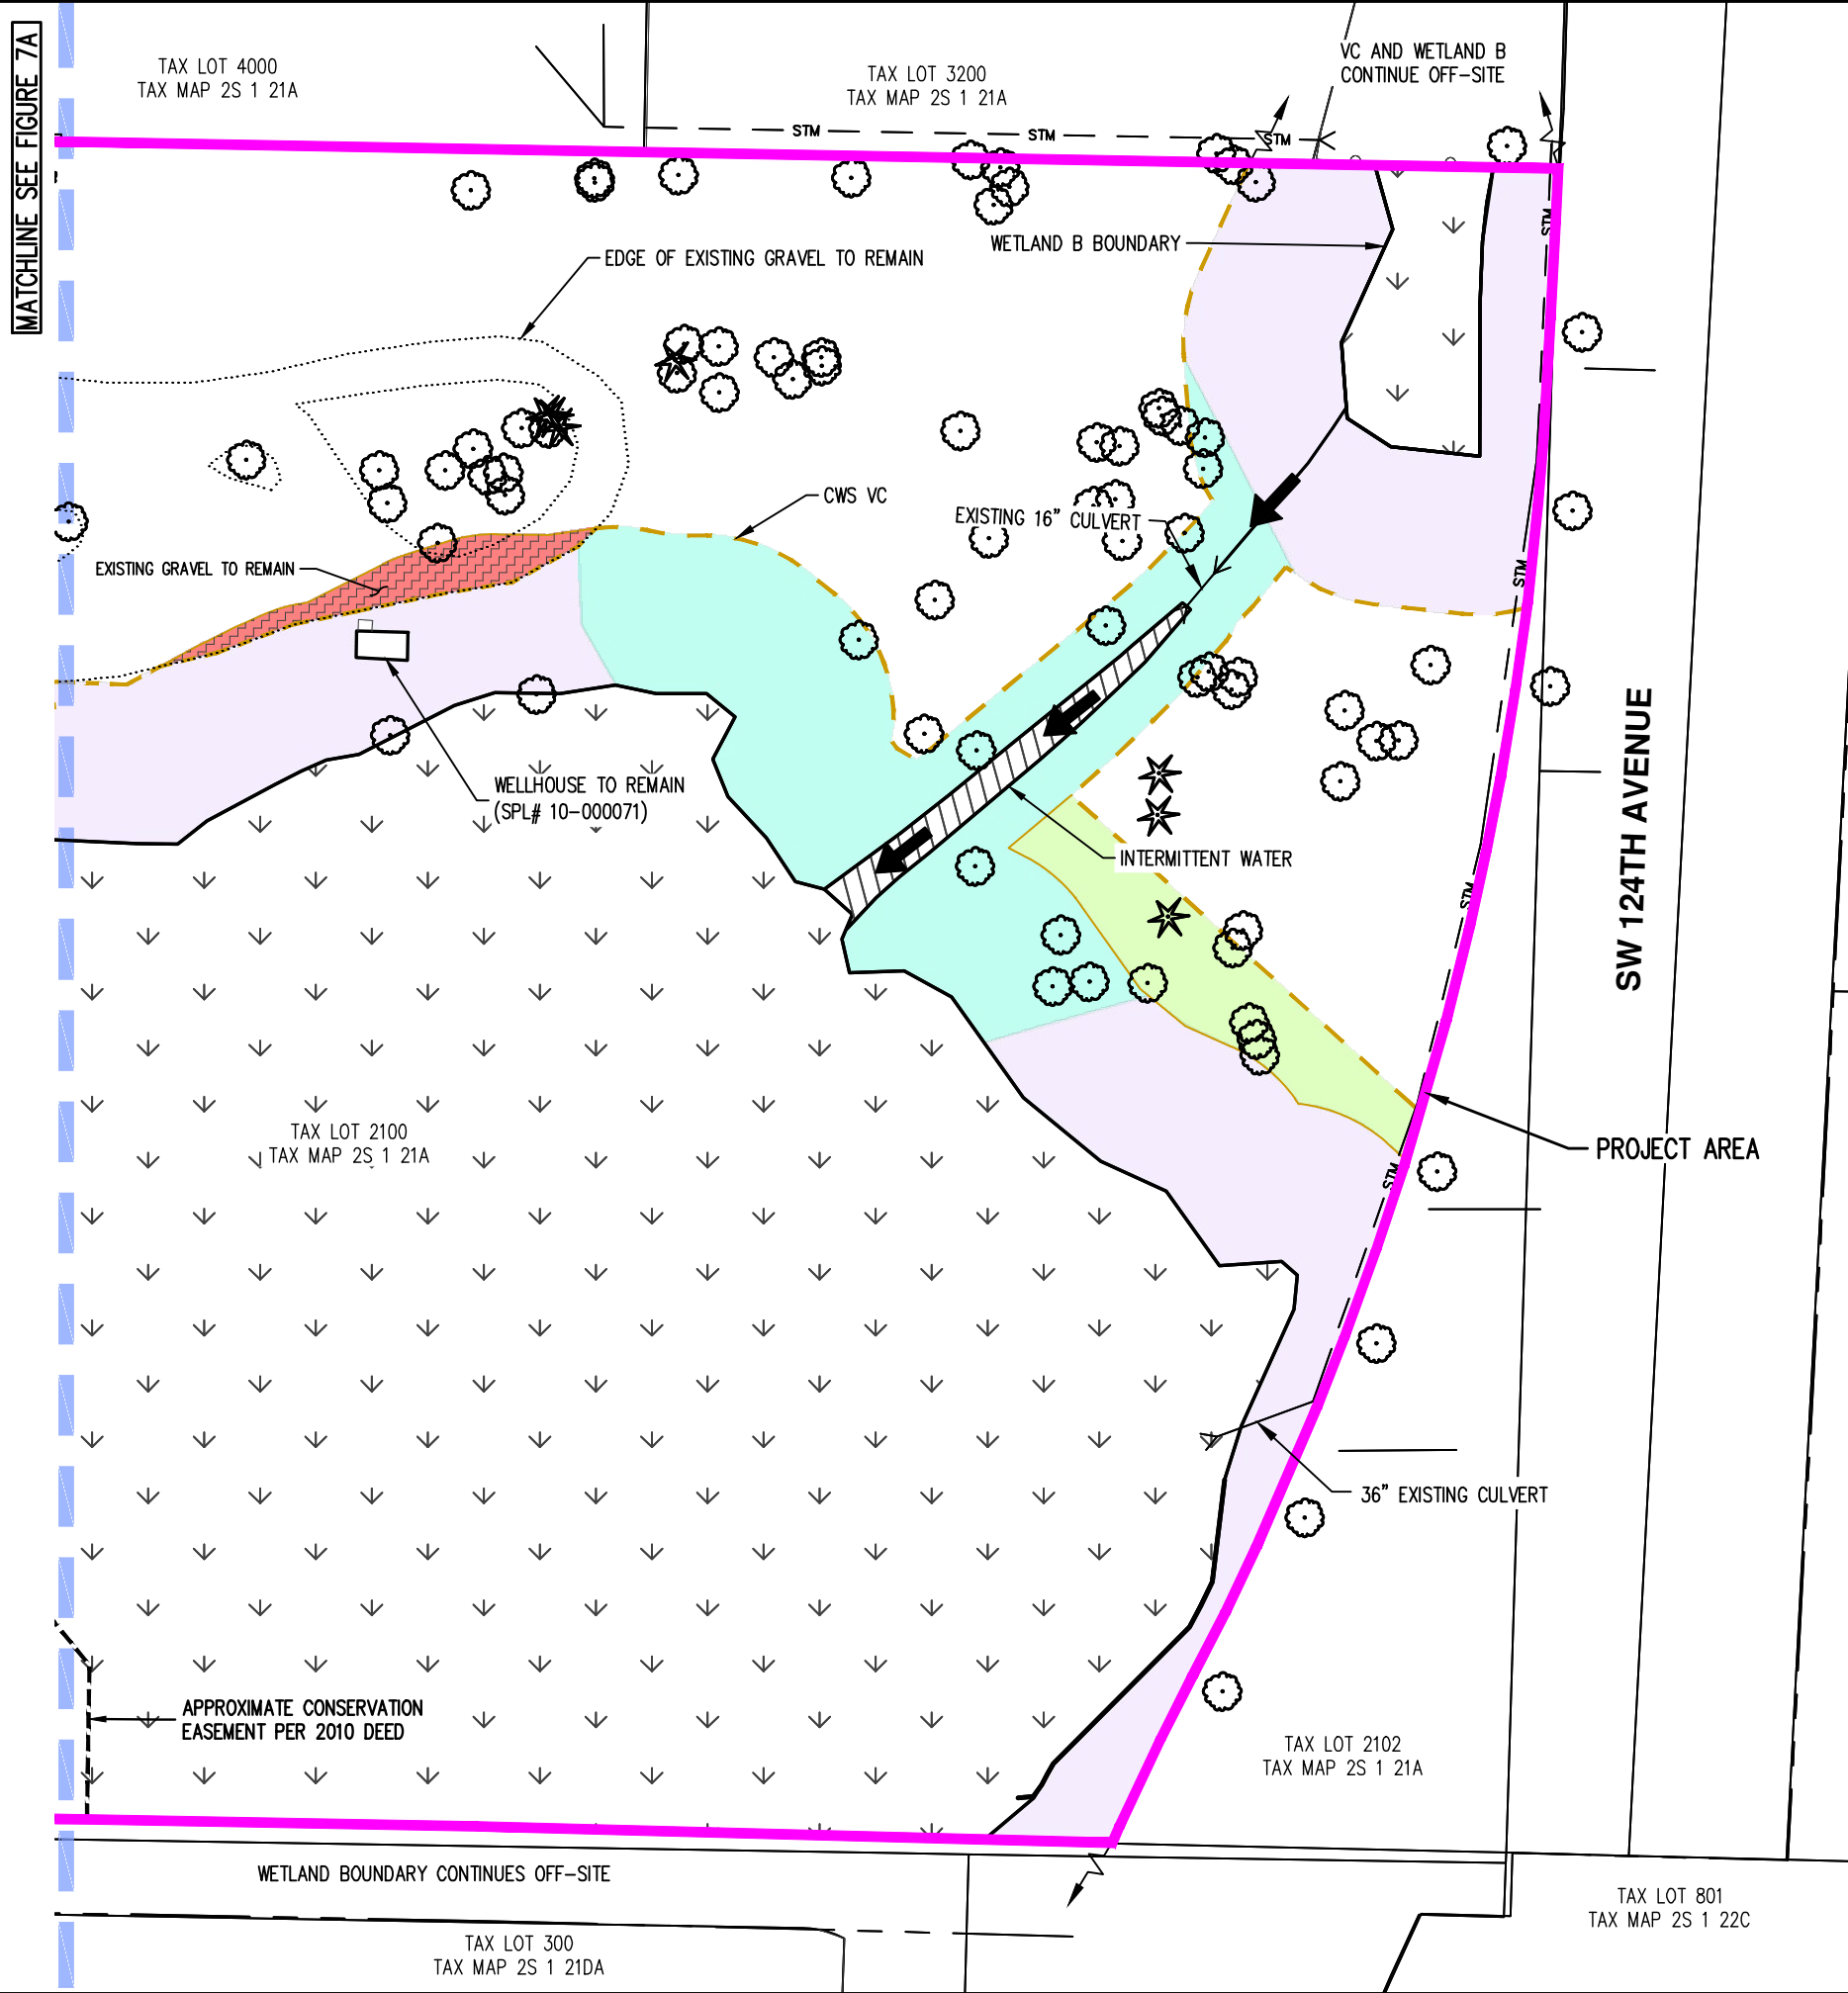 MATCHLINE SEE FIGURE 7A
TAX LOT 4000
TAX MAP 2S 1 21A
TAX LOT 3200
TAX MAP 2S 1 21A
VC AND WETLAND B
CONTINUE OFF-SITE
STM
STM
STM
STM
WETLAND B BOUNDARY
EDGE OF EXISTING GRAVEL TO REMAIN
CWS VC
EXISTING 16" CULVERT
EXISTING GRAVEL TO REMAIN
STM
WELLHOUSE TO REMAIN
(SPL# 10-000071)
INTERMITTENT WATER
STM
SW 124TH AVENUE
TAX LOT 2100
TAX MAP 2S 1 21A
PROJECT AREA
STM
36" EXISTING CULVERT
APPROXIMATE CONSERVATION
EASEMENT PER 2010 DEED
TAX LOT 2102
TAX MAP 2S 1 21A
WETLAND BOUNDARY CONTINUES OFF-SITE
TAX LOT 801
TAX MAP 2S 1 22C
TAX LOT 300
TAX MAP 2S 1 21DA